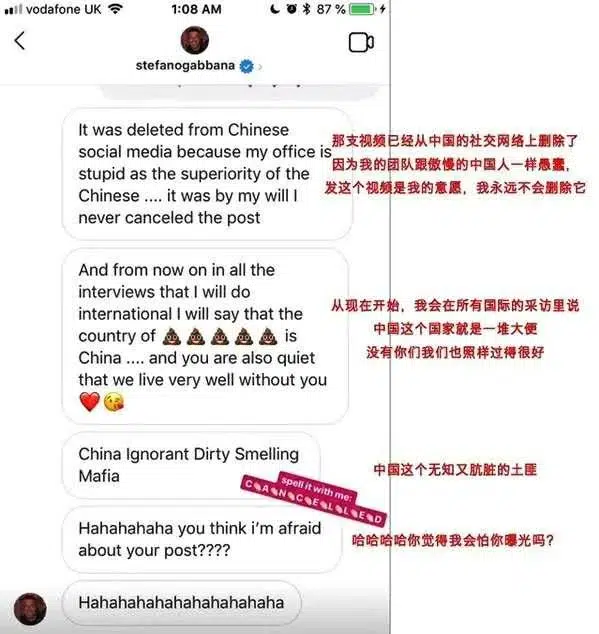 vodafone UK 1:08 AM 87 %
stefanogabbana
It was deleted from Chinese
social media because my office is
stupid as the superiority of the
Chinese .... it was by my will I
never canceled the post
那支视频已经从中国的社交网络上删除了
因为我的团队跟傲慢的中国人一样愚蠢,
发这个视频是我的意愿,我永远不会删除它
And from now on in all the
interviews that I will do
international I will say that the
country of 💩💩💩💩💩 is
China .... and you are also quiet
that we live very well without you
❤️😘
从现在开始,我会在所有国际的采访里说
中国这个国家就是一堆大便
没有你们我们也照样过得很好
China Ignorant Dirty Smelling
Mafia
中国这个无知又肮脏的土匪
spell it with me:
C A N C E L L E D
Hahahahaha you think i'm afraid
about your post????
哈哈哈哈你觉得我会怕你曝光吗?
Hahahahahahahahahahaha